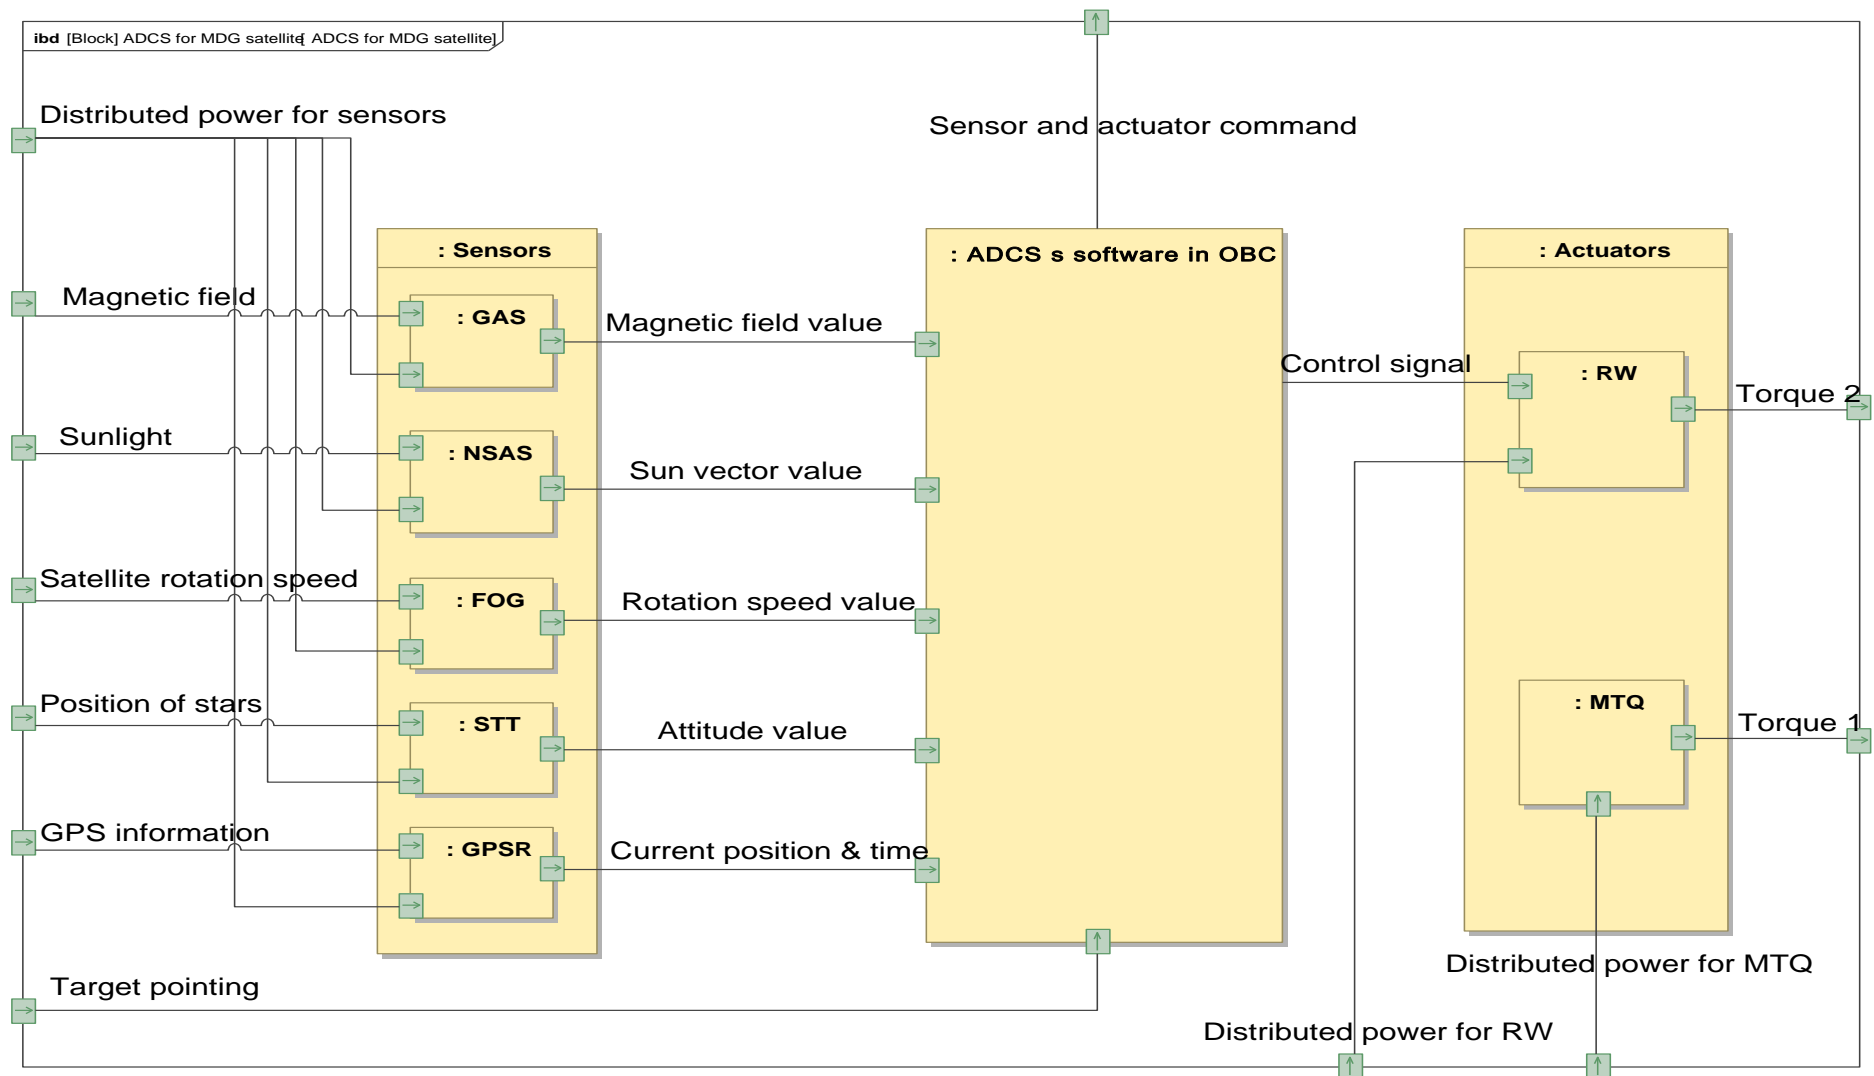 ibd [Block] ADCS for MDG satellite[ ADCS for MDG satellite]
Distributed power for sensors
Sensor and actuator command
: Sensors
: ADCS s software in OBC
: Actuators
Magnetic field
: GAS
Magnetic field value
Control signal
: RW
Torque 2
Sunlight
: NSAS
Sun vector value
Satellite rotation speed
: FOG
Rotation speed value
Position of stars
: STT
Attitude value
: MTQ
Torque 1
GPS information
: GPSR
Current position & time
Distributed power for MTQ
Target pointing
Distributed power for RW